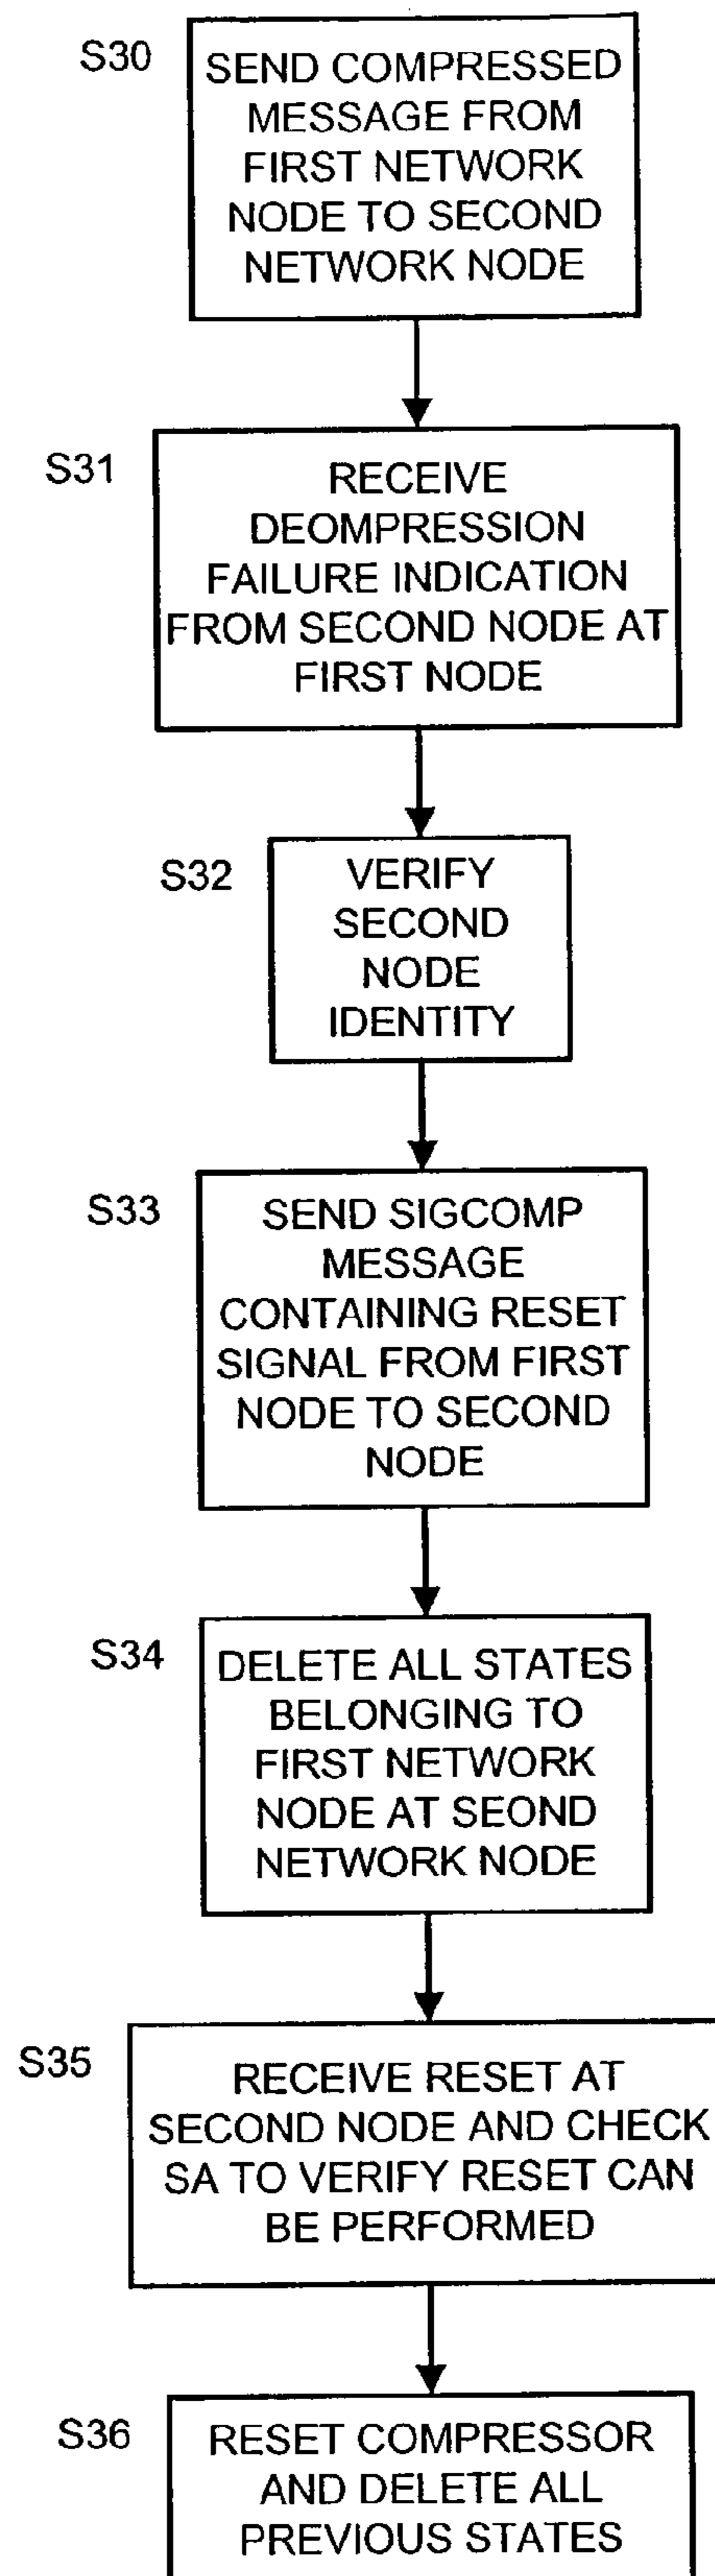 S30
SEND COMPRESSED
MESSAGE FROM
FIRST NETWORK
NODE TO SECOND
NETWORK NODE
S31
RECEIVE
DEOMPRESSION
FAILURE INDICATION
FROM SECOND NODE AT
FIRST NODE
S32
VERIFY
SECOND
NODE
IDENTITY
S33
SEND SIGCOMP
MESSAGE
CONTAINING RESET
SIGNAL FROM FIRST
NODE TO SECOND
NODE
S34
DELETE ALL STATES
BELONGING TO
FIRST NETWORK
NODE AT SEOND
NETWORK NODE
S35
RECEIVE RESET AT
SECOND NODE AND CHECK
SA TO VERIFY RESET CAN
BE PERFORMED
S36
RESET COMPRESSOR
AND DELETE ALL
PREVIOUS STATES